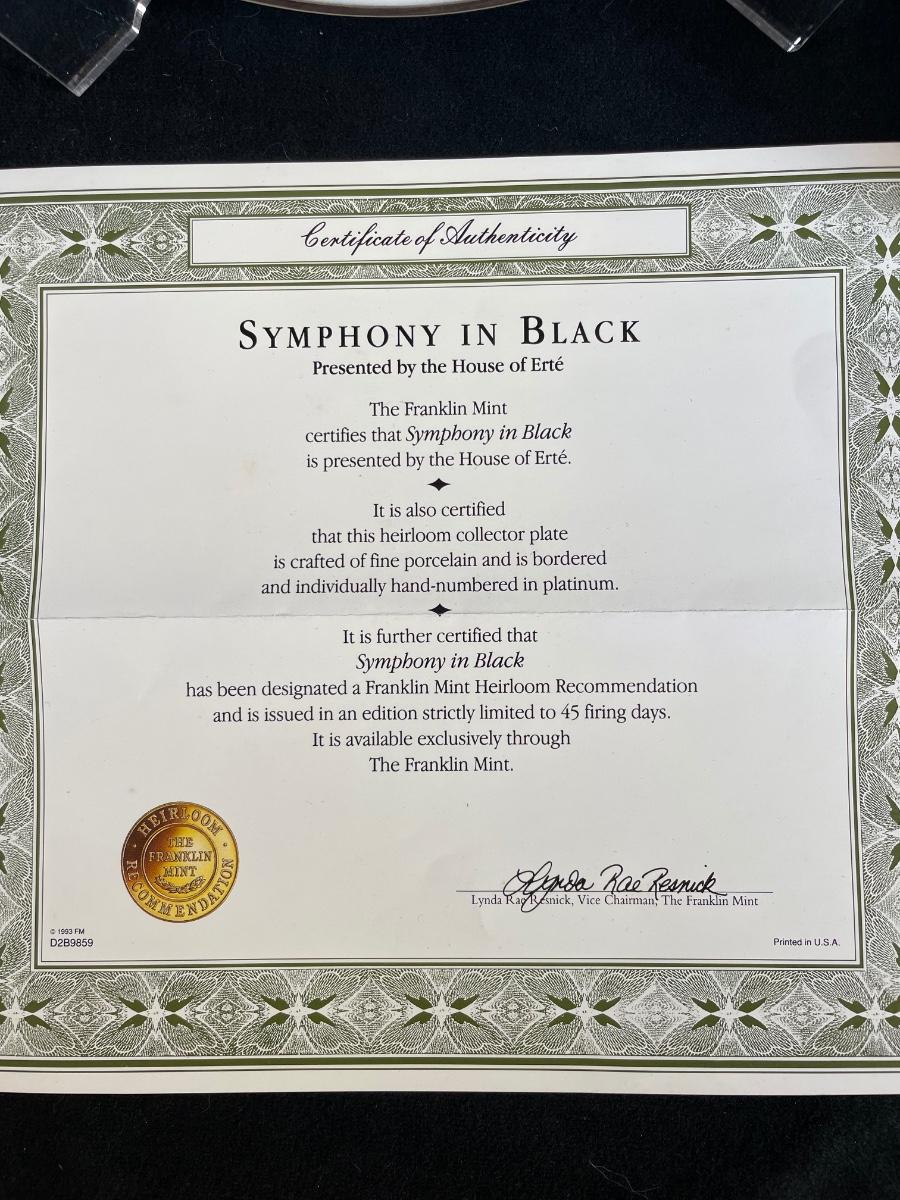 Certificate of Authenticity
SYMPHONY IN BLACK
Presented by the House of Erté
The Franklin Mint
certifies that Symphony in Black
is presented by the House of Erté.
It is also certified
that this heirloom collector plate
is crafted of fine porcelain and is bordered
and individually hand-numbered in platinum.
It is further certified that
Symphony in Black
has been designated a Franklin Mint Heirloom Recommendation
and is issued in an edition strictly limited to 45 firing days.
It is available exclusively through
The Franklin Mint.
HEIRLOOM
THE
FRANKLIN
MINT
RECOMMENDATION
Lynda Rae Resnick
Lynda Rae Resnick, Vice Chairman, The Franklin Mint
© 1993 FM
D2B9859
Printed in U.S.A.